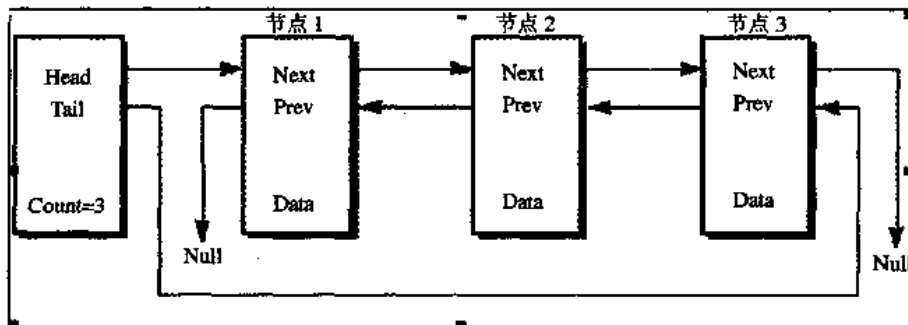 节点 1
节点 2
节点 3
Head
Tail
Count=3
Next
Prev
Data
Null
Next
Prev
Data
Next
Prev
Data
Null